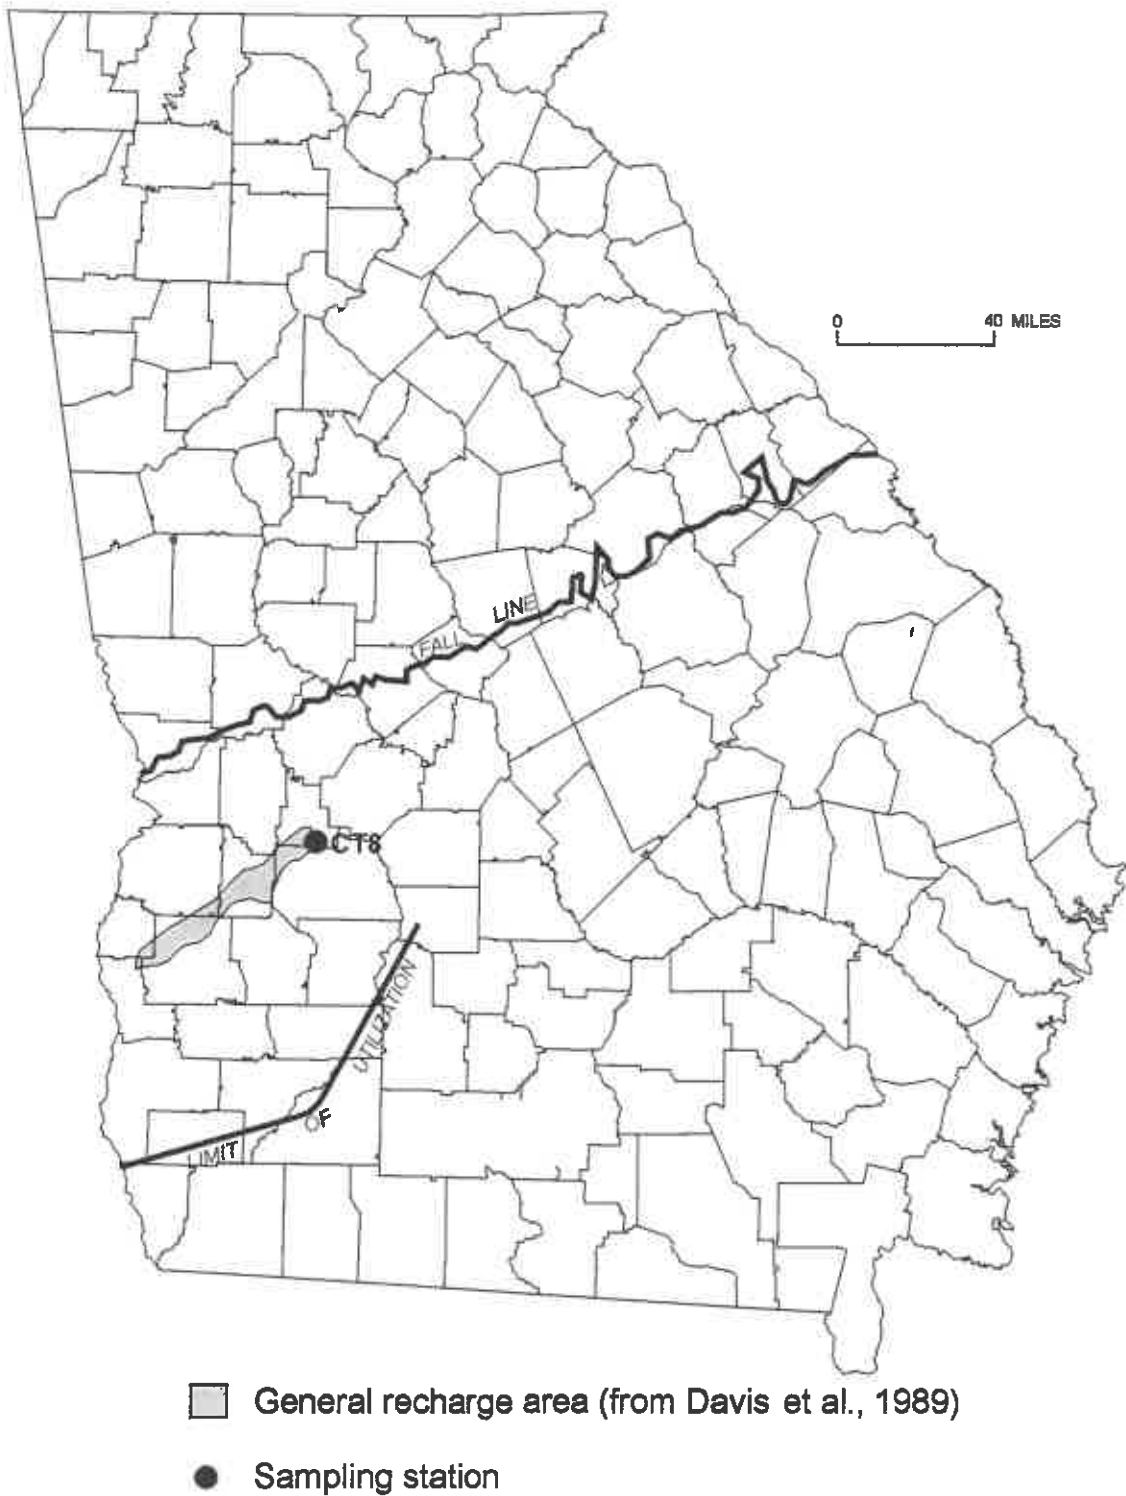 0 40 MILES
FALL LINE
CT8
LIMIT OF UTILIZATION
General recharge area (from Davis et al., 1989)
Sampling station